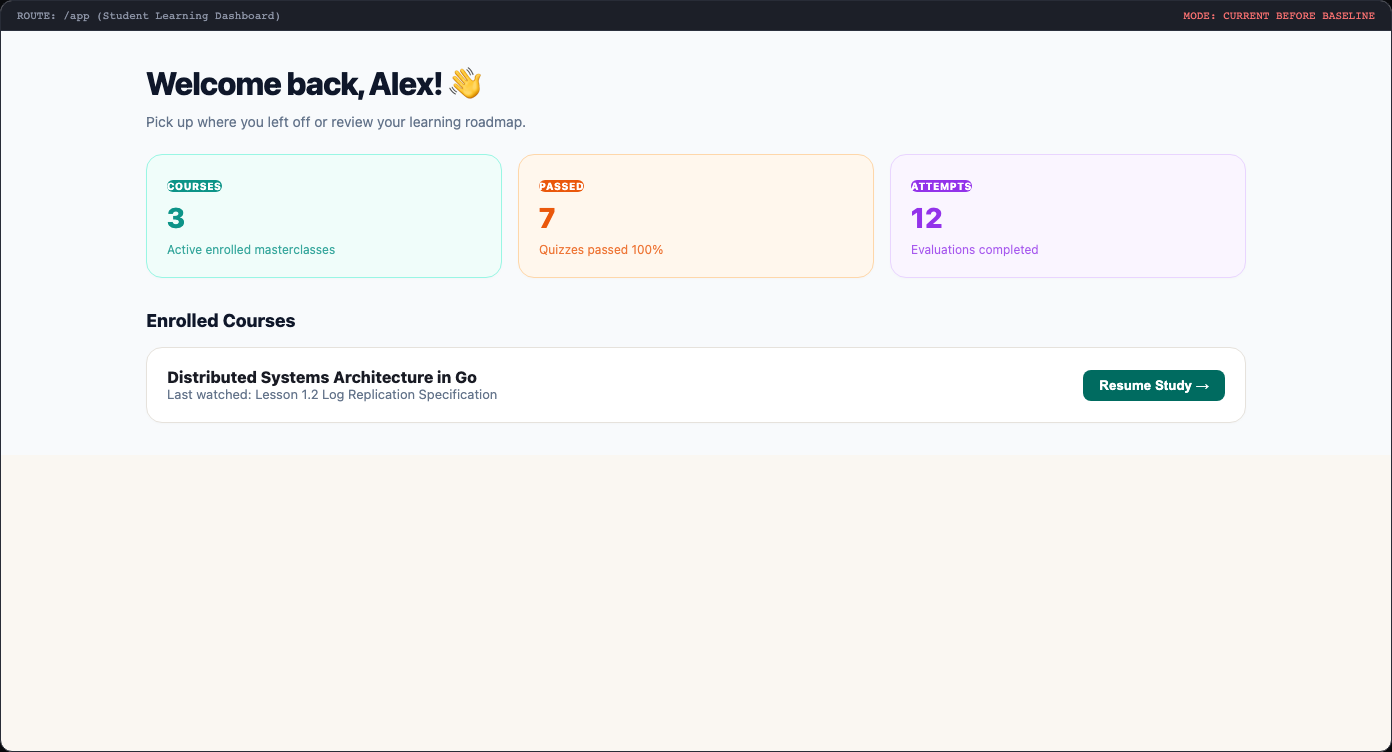 ROUTE: /app (Student Learning Dashboard)
MODE: CURRENT BEFORE BASELINE
Welcome back, Alex! 👋
Pick up where you left off or review your learning roadmap.
COURSES
3
Active enrolled masterclasses
PASSED
7
Quizzes passed 100%
ATTEMPTS
12
Evaluations completed
Enrolled Courses
Distributed Systems Architecture in Go
Last watched: Lesson 1.2 Log Replication Specification
Resume Study →